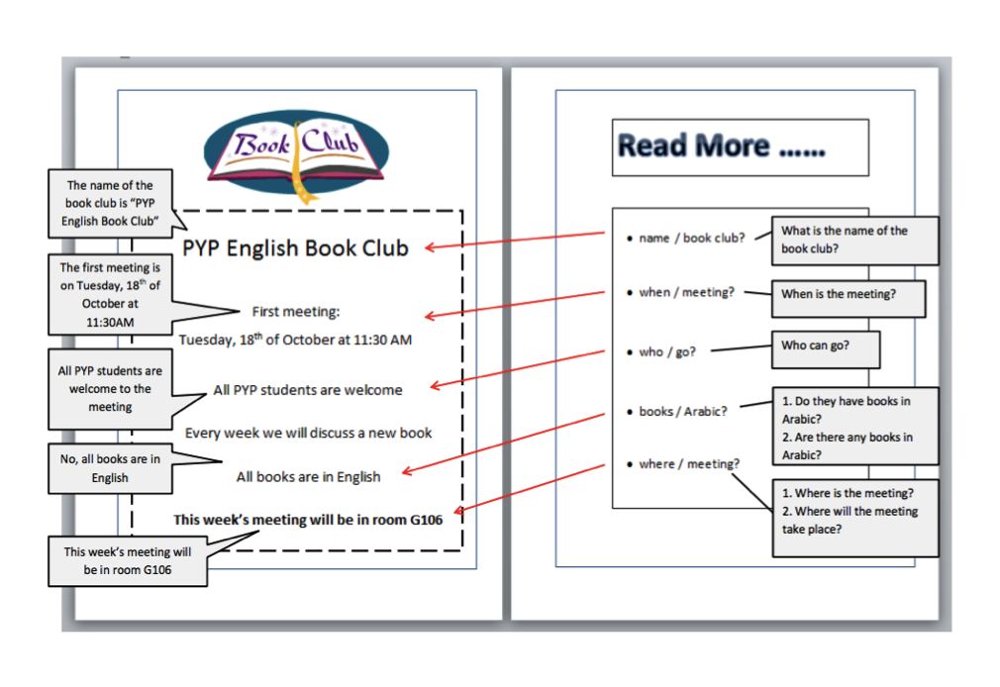 Book Club
The name of the
book club is "PYP
English Book Club"
PYP English Book Club
The first meeting is
on Tuesday, 18th of
October at
11:30AM
First meeting:
Tuesday, 18th of October at 11:30 AM
All PYP students are
welcome to the
meeting
All PYP students are welcome
Every week we will discuss a new book
No, all books are in
English
All books are in English
This week's meeting will be in room G106
This week's meeting will
be in room G106
Read More ......
• name / book club?
What is the name of the
book club?
• when / meeting?
When is the meeting?
• who / go?
Who can go?
• books / Arabic?
1. Do they have books in
Arabic?
2. Are there any books in
Arabic?
• where / meeting?
1. Where is the meeting?
2. Where will the meeting
take place?